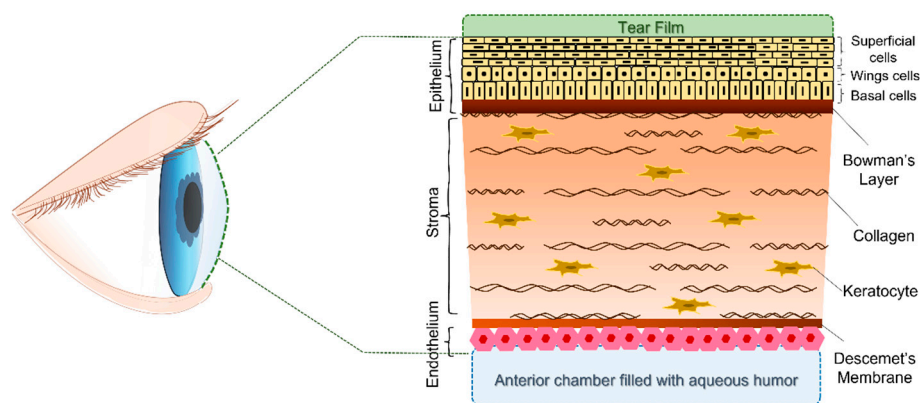 Tear Film
Superficial
cells
Wings cells
Basal cells
Epithelium
Bowman's
Layer
Stroma
Collagen
Keratocyte
Endothelium
Descemet's
Membrane
Anterior chamber filled with aqueous humor